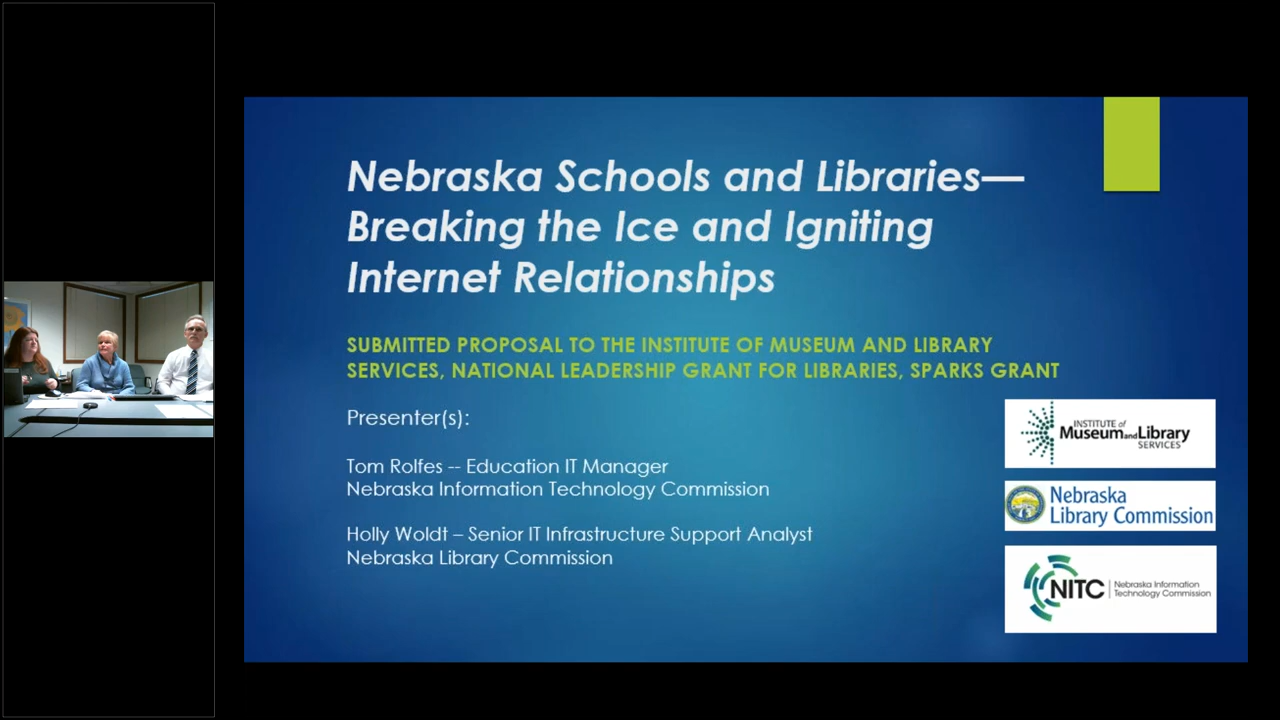 Nebraska Schools and Libraries—
Breaking the Ice and Igniting
Internet Relationships
SUBMITTED PROPOSAL TO THE INSTITUTE OF MUSEUM AND LIBRARY
SERVICES, NATIONAL LEADERSHIP GRANT FOR LIBRARIES, SPARKS GRANT
Presenter(s):
Tom Rolfes -- Education IT Manager
Nebraska Information Technology Commission
Holly Woldt – Senior IT Infrastructure Support Analyst
Nebraska Library Commission
INSTITUTE of
Museum and Library
SERVICES
Nebraska
Library Commission
NITC
Nebraska Information
Technology Commission